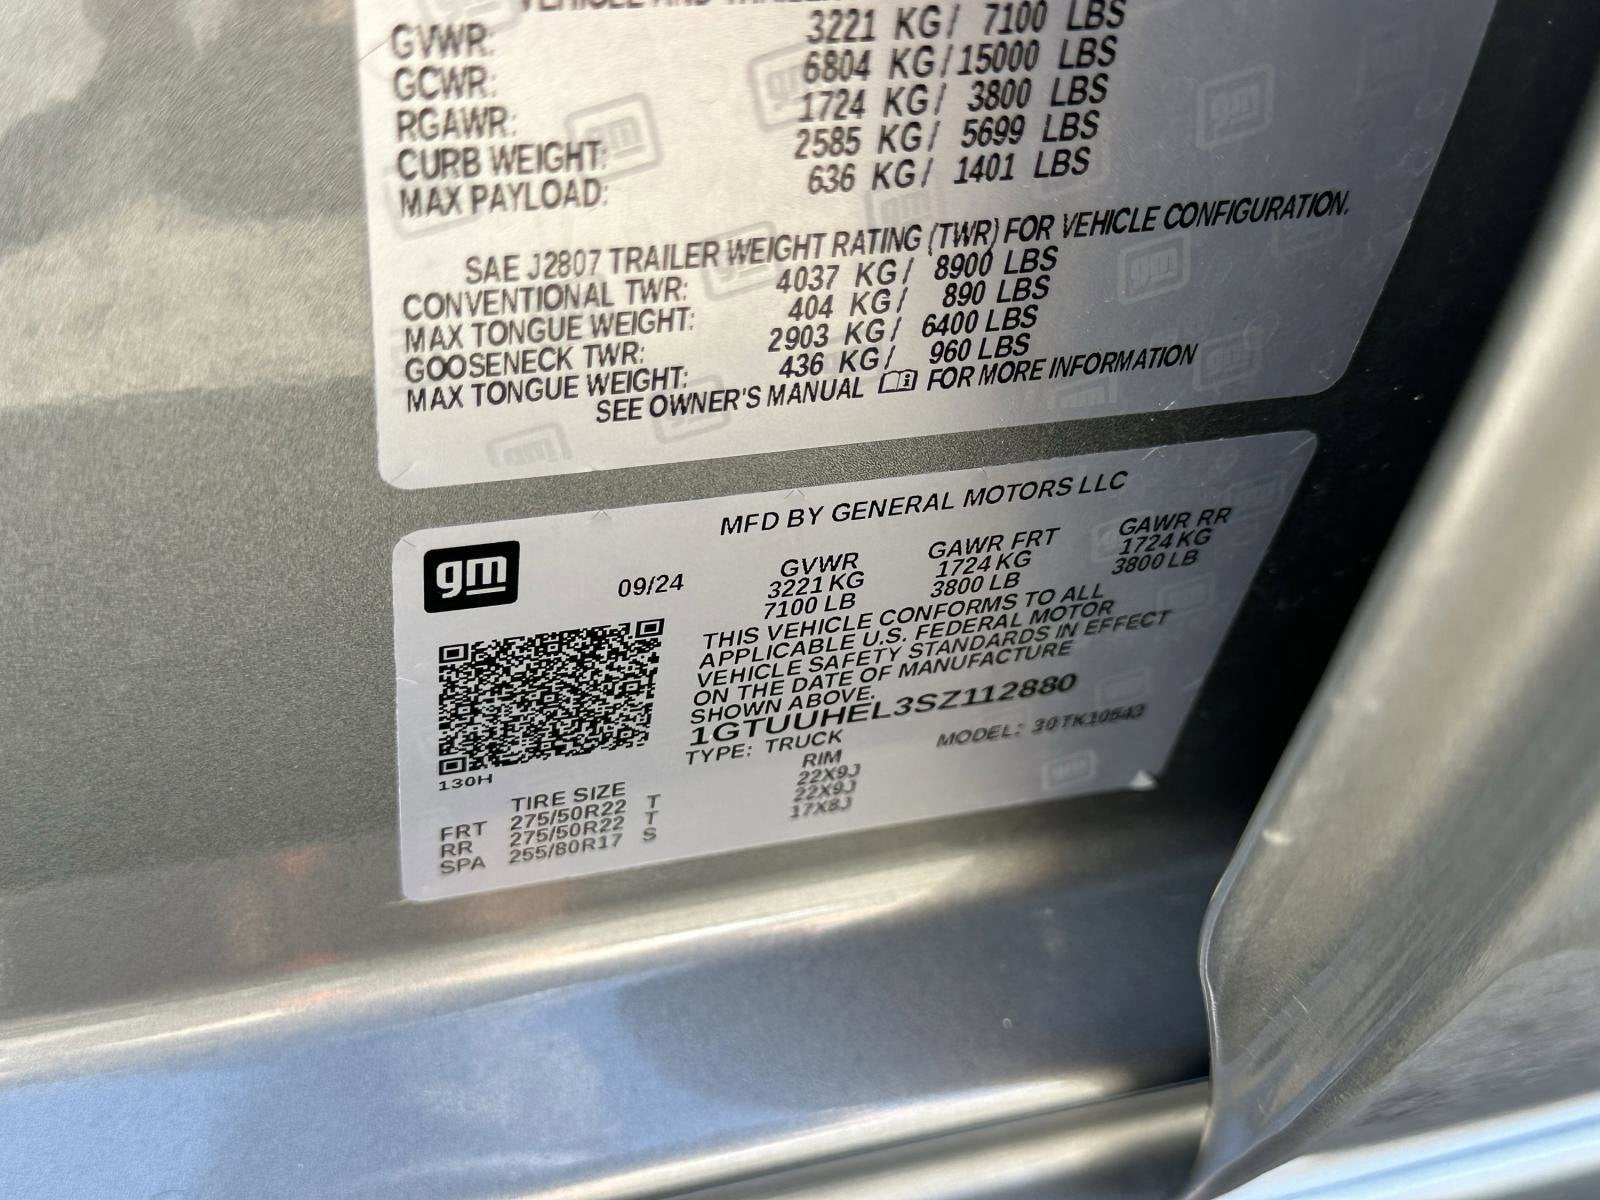 VEHICLE AND TRAILER
GVWR: 3221 KG/ 7100 LBS
GCWR: 6804 KG/15000 LBS
RGAWR: 1724 KG/ 3800 LBS
CURB WEIGHT: 2585 KG/ 5699 LBS
MAX PAYLOAD: 636 KG/ 1401 LBS
SAE J2807 TRAILER WEIGHT RATING (TWR) FOR VEHICLE CONFIGURATION.
CONVENTIONAL TWR: 4037 KG/ 8900 LBS
MAX TONGUE WEIGHT: 404 KG/ 890 LBS
GOOSENECK TWR: 2903 KG/ 6400 LBS
MAX TONGUE WEIGHT: 436 KG/ 960 LBS
SEE OWNER'S MANUAL FOR MORE INFORMATION
MFD BY GENERAL MOTORS LLC
gm
09/24
GVWR GAWR FRT GAWR RR
3221 KG 1724 KG 1724 KG
7100 LB 3800 LB 3800 LB
THIS VEHICLE CONFORMS TO ALL
APPLICABLE U.S. FEDERAL MOTOR
VEHICLE SAFETY STANDARDS IN EFFECT
ON THE DATE OF MANUFACTURE
SHOWN ABOVE.
1GTUUHEL3SZ112880
TYPE: TRUCK MODEL: 30TK10543
130H
TIRE SIZE RIM
FRT 275/50R22 T 22X9J
RR 275/50R22 T 22X9J
SPA 255/80R17 S 17X8J